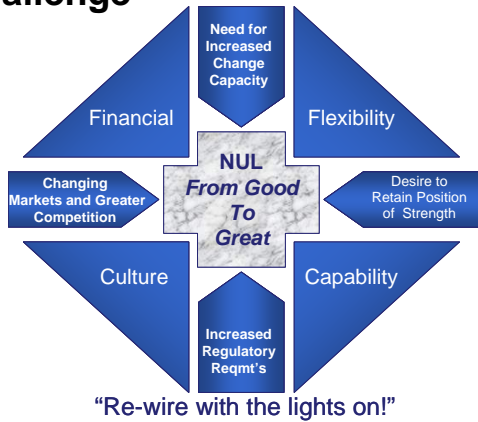 allenge
Need for
Increased
Change
Capacity
Financial
Flexibility
NUL
From Good
To
Great
Changing
Markets and Greater
Competition
Desire to
Retain Position
of Strength
Culture
Capability
Increased
Regulatory
Reqmt's
“Re-wire with the lights on!”